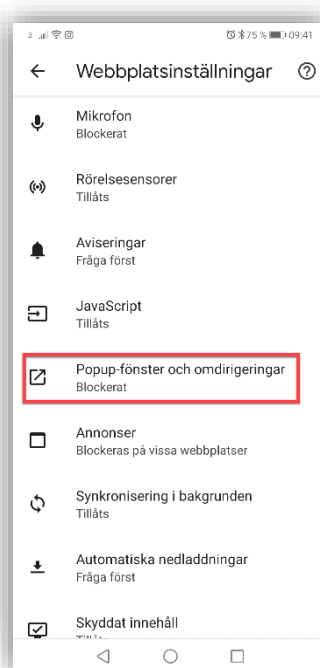 3 75 % 09:41
Webbplatsinställningar
Mikrofon
Blockerat
Rörelsesensorer
Tillåts
Aviseringar
Fråga först
JavaScript
Tillåts
Popup-fönster och omdirigeringar
Blockerat
Annonser
Blockeras på vissa webbplatser
Synkronisering i bakgrunden
Tillåts
Automatiska nedladdningar
Fråga först
Skyddat innehåll